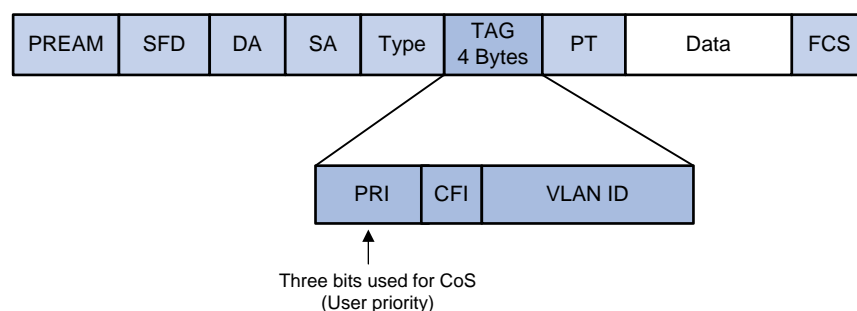 PREAM SFD DA SA Type TAG 4 Bytes PT Data FCS
PRI CFI VLAN ID
Three bits used for CoS
(User priority)